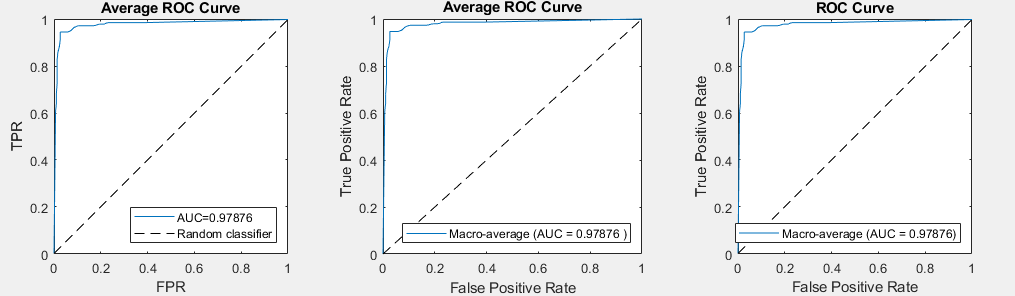 Average ROC Curve
1
0.8
0.6
0.4
0.2
0
TPR
AUC=0.97876
Random classifier
0 0.2 0.4 0.6 0.8 1
FPR
Average ROC Curve
1
0.8
0.6
0.4
0.2
0
True Positive Rate
Macro-average (AUC = 0.97876 )
0 0.2 0.4 0.6 0.8 1
False Positive Rate
ROC Curve
1
0.8
0.6
0.4
0.2
0
True Positive Rate
Macro-average (AUC = 0.97876)
0 0.2 0.4 0.6 0.8 1
False Positive Rate